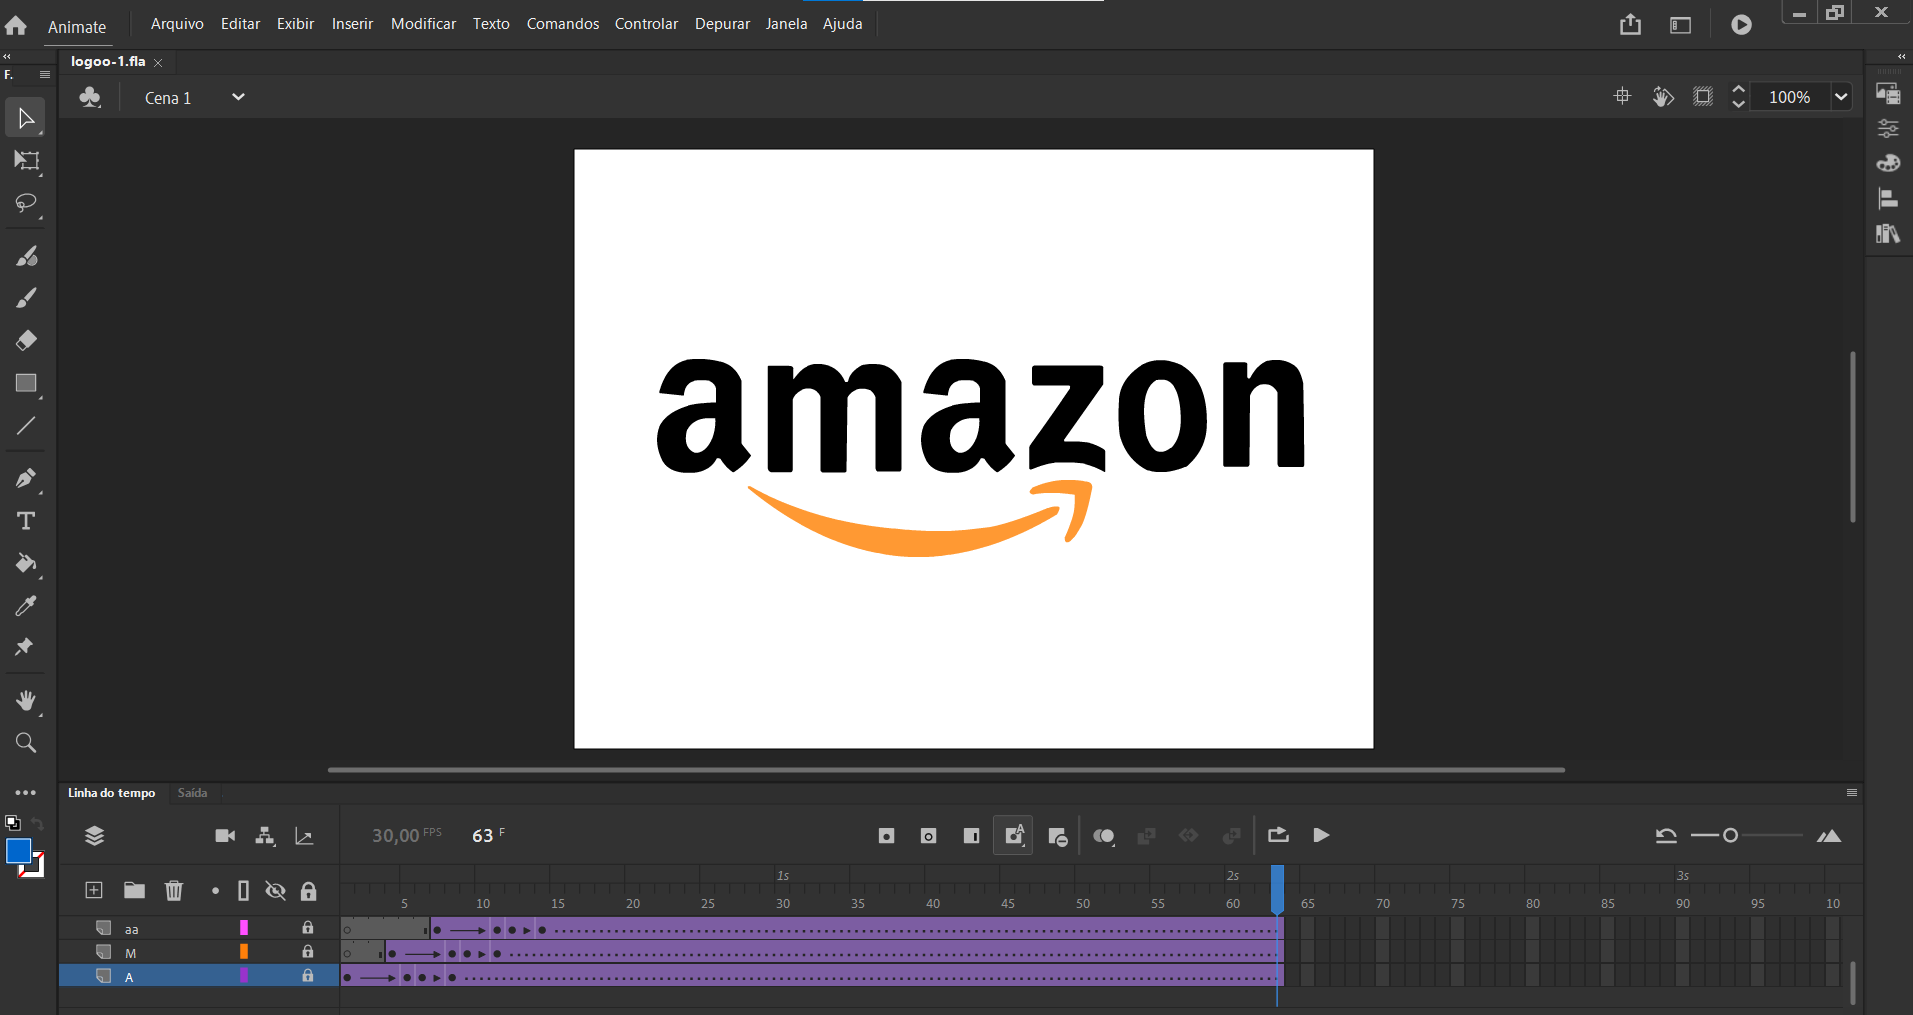 Animate Arquivo Editar Exibir Inserir Modificar Texto Comandos Controlar Depurar Janela Ajuda
logoo-1.fla
F.
Cena 1
100%
amazon
Linha do tempo Saída
30,00 FPS 63 F
1s 2s 3s
5 10 15 20 25 30 35 40 45 50 55 60 65 70 75 80 85 90 95 10
aa
M
A